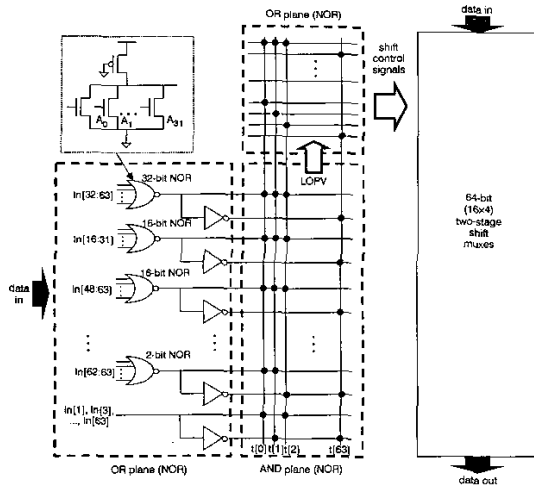 OR plane (NOR)
data in
shift
control
signals
A0 A1 ••• A31
LOPV
32-bit NOR
In[32:63]
16-bit NOR
In[16:31]
16-bit NOR
In[48:63]
data
in
2-bit NOR
In[62:63]
In[1], In[3],
..., In[63]
64-bit
(16×4)
two-stage
shift
muxes
t[0] t[1] t[2] t[63]
OR plane (NOR)
AND plane (NOR)
data out